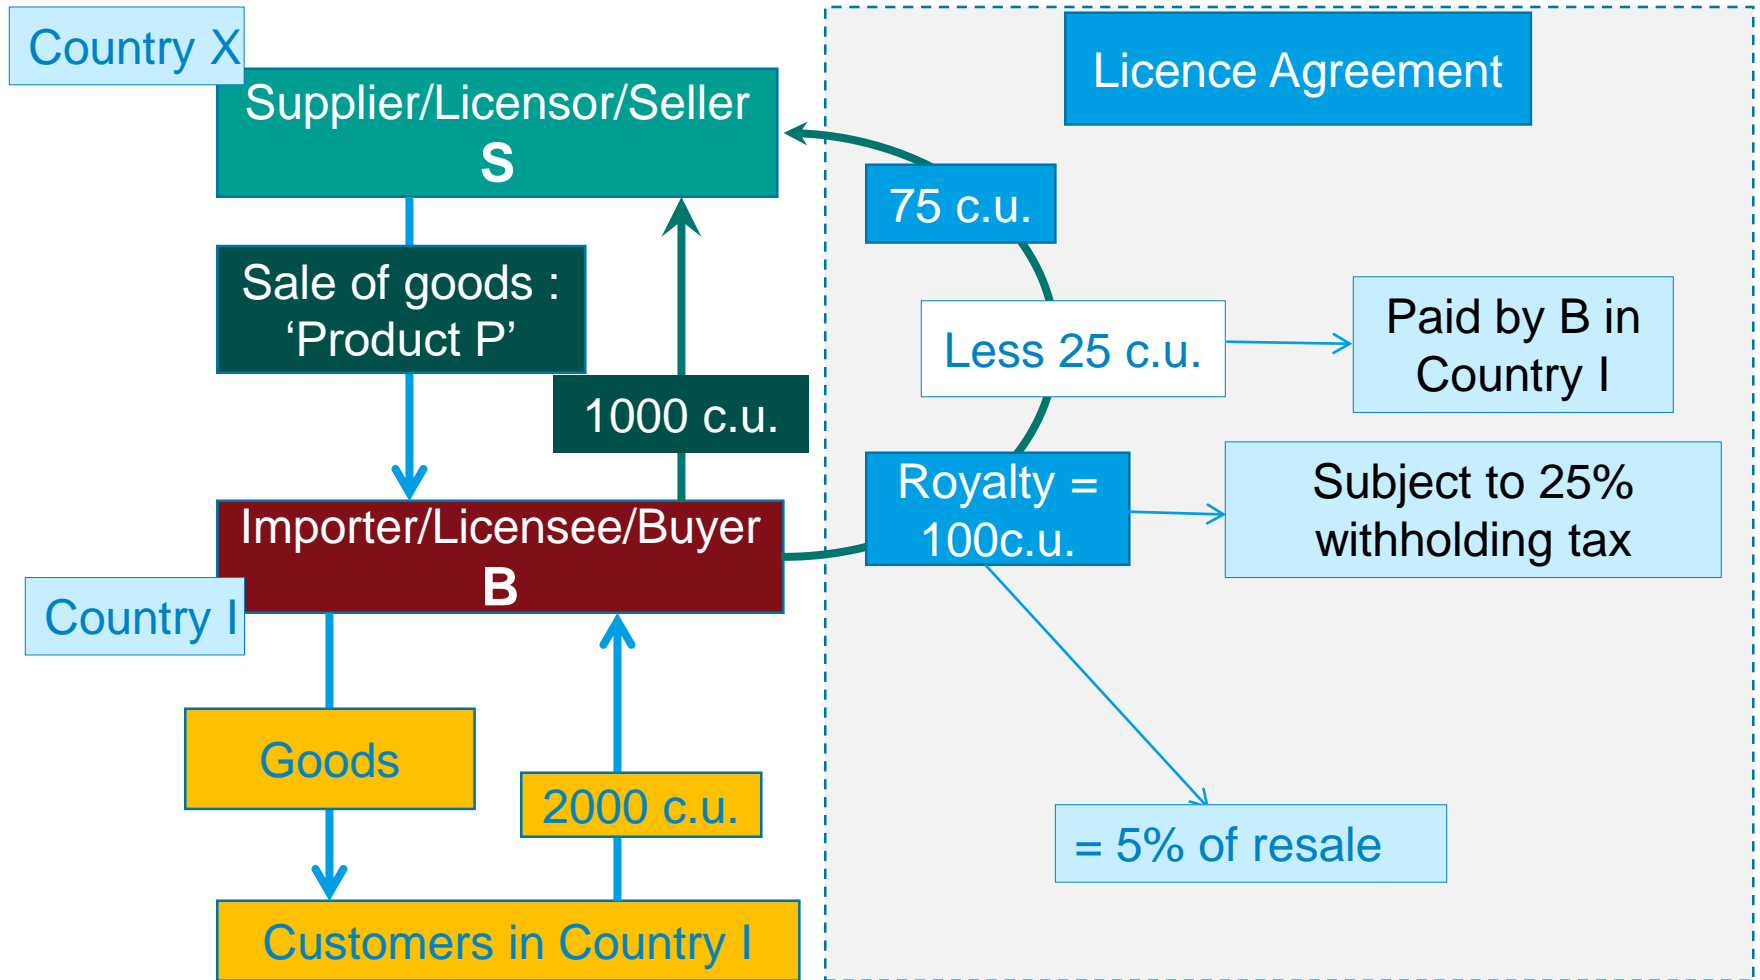 Country X
Supplier/Licensor/Seller
S
Sale of goods :
‘Product P’
1000 c.u.
Importer/Licensee/Buyer
B
Country I
Goods
2000 c.u.
Customers in Country I
Licence Agreement
75 c.u.
Less 25 c.u.
Paid by B in
Country I
Royalty =
100c.u.
Subject to 25%
withholding tax
= 5% of resale